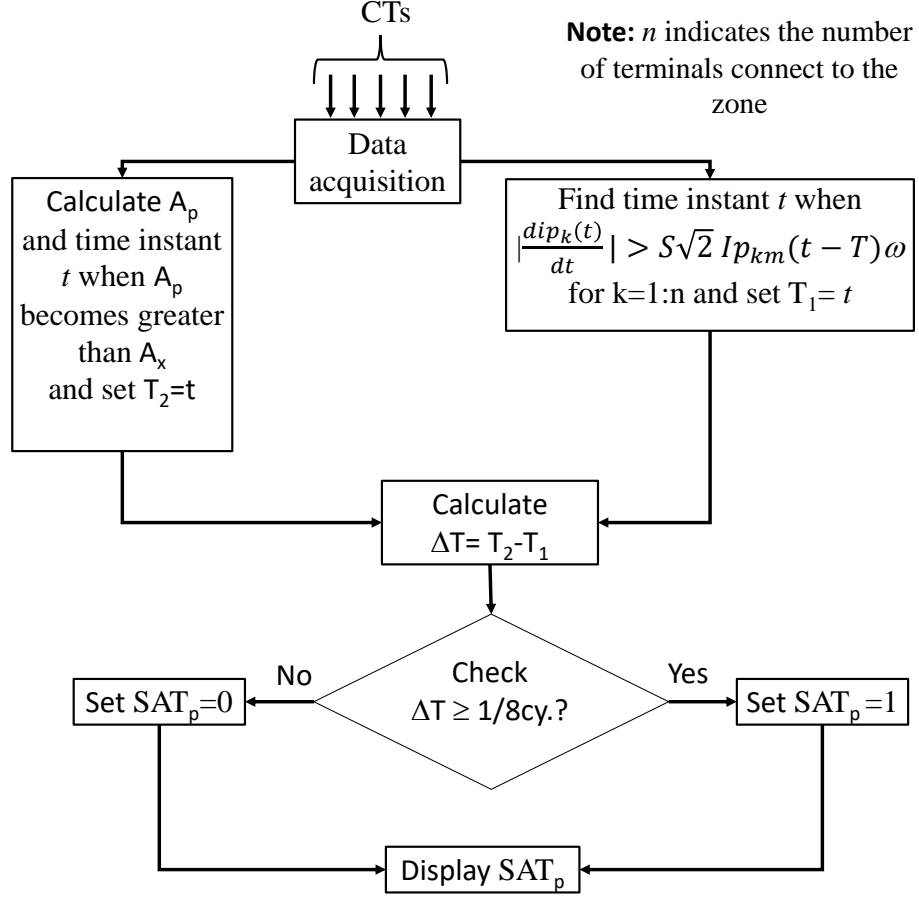 CTs
Note: n indicates the number
of terminals connect to the
zone
Data
acquisition
Calculate Aₚ
and time instant
t when Aₚ
becomes greater
than Aₓ
and set T₂=t
Find time instant t when
|dipₖ(t)/dt| > S√2 Ipₖₘ(t − T)ω
for k=1:n and set T₁= t
Calculate
ΔT= T₂-T₁
Check
ΔT ≥ 1/8cy.?
No
Yes
Set SATₚ=0
Set SATₚ=1
Display SATₚ